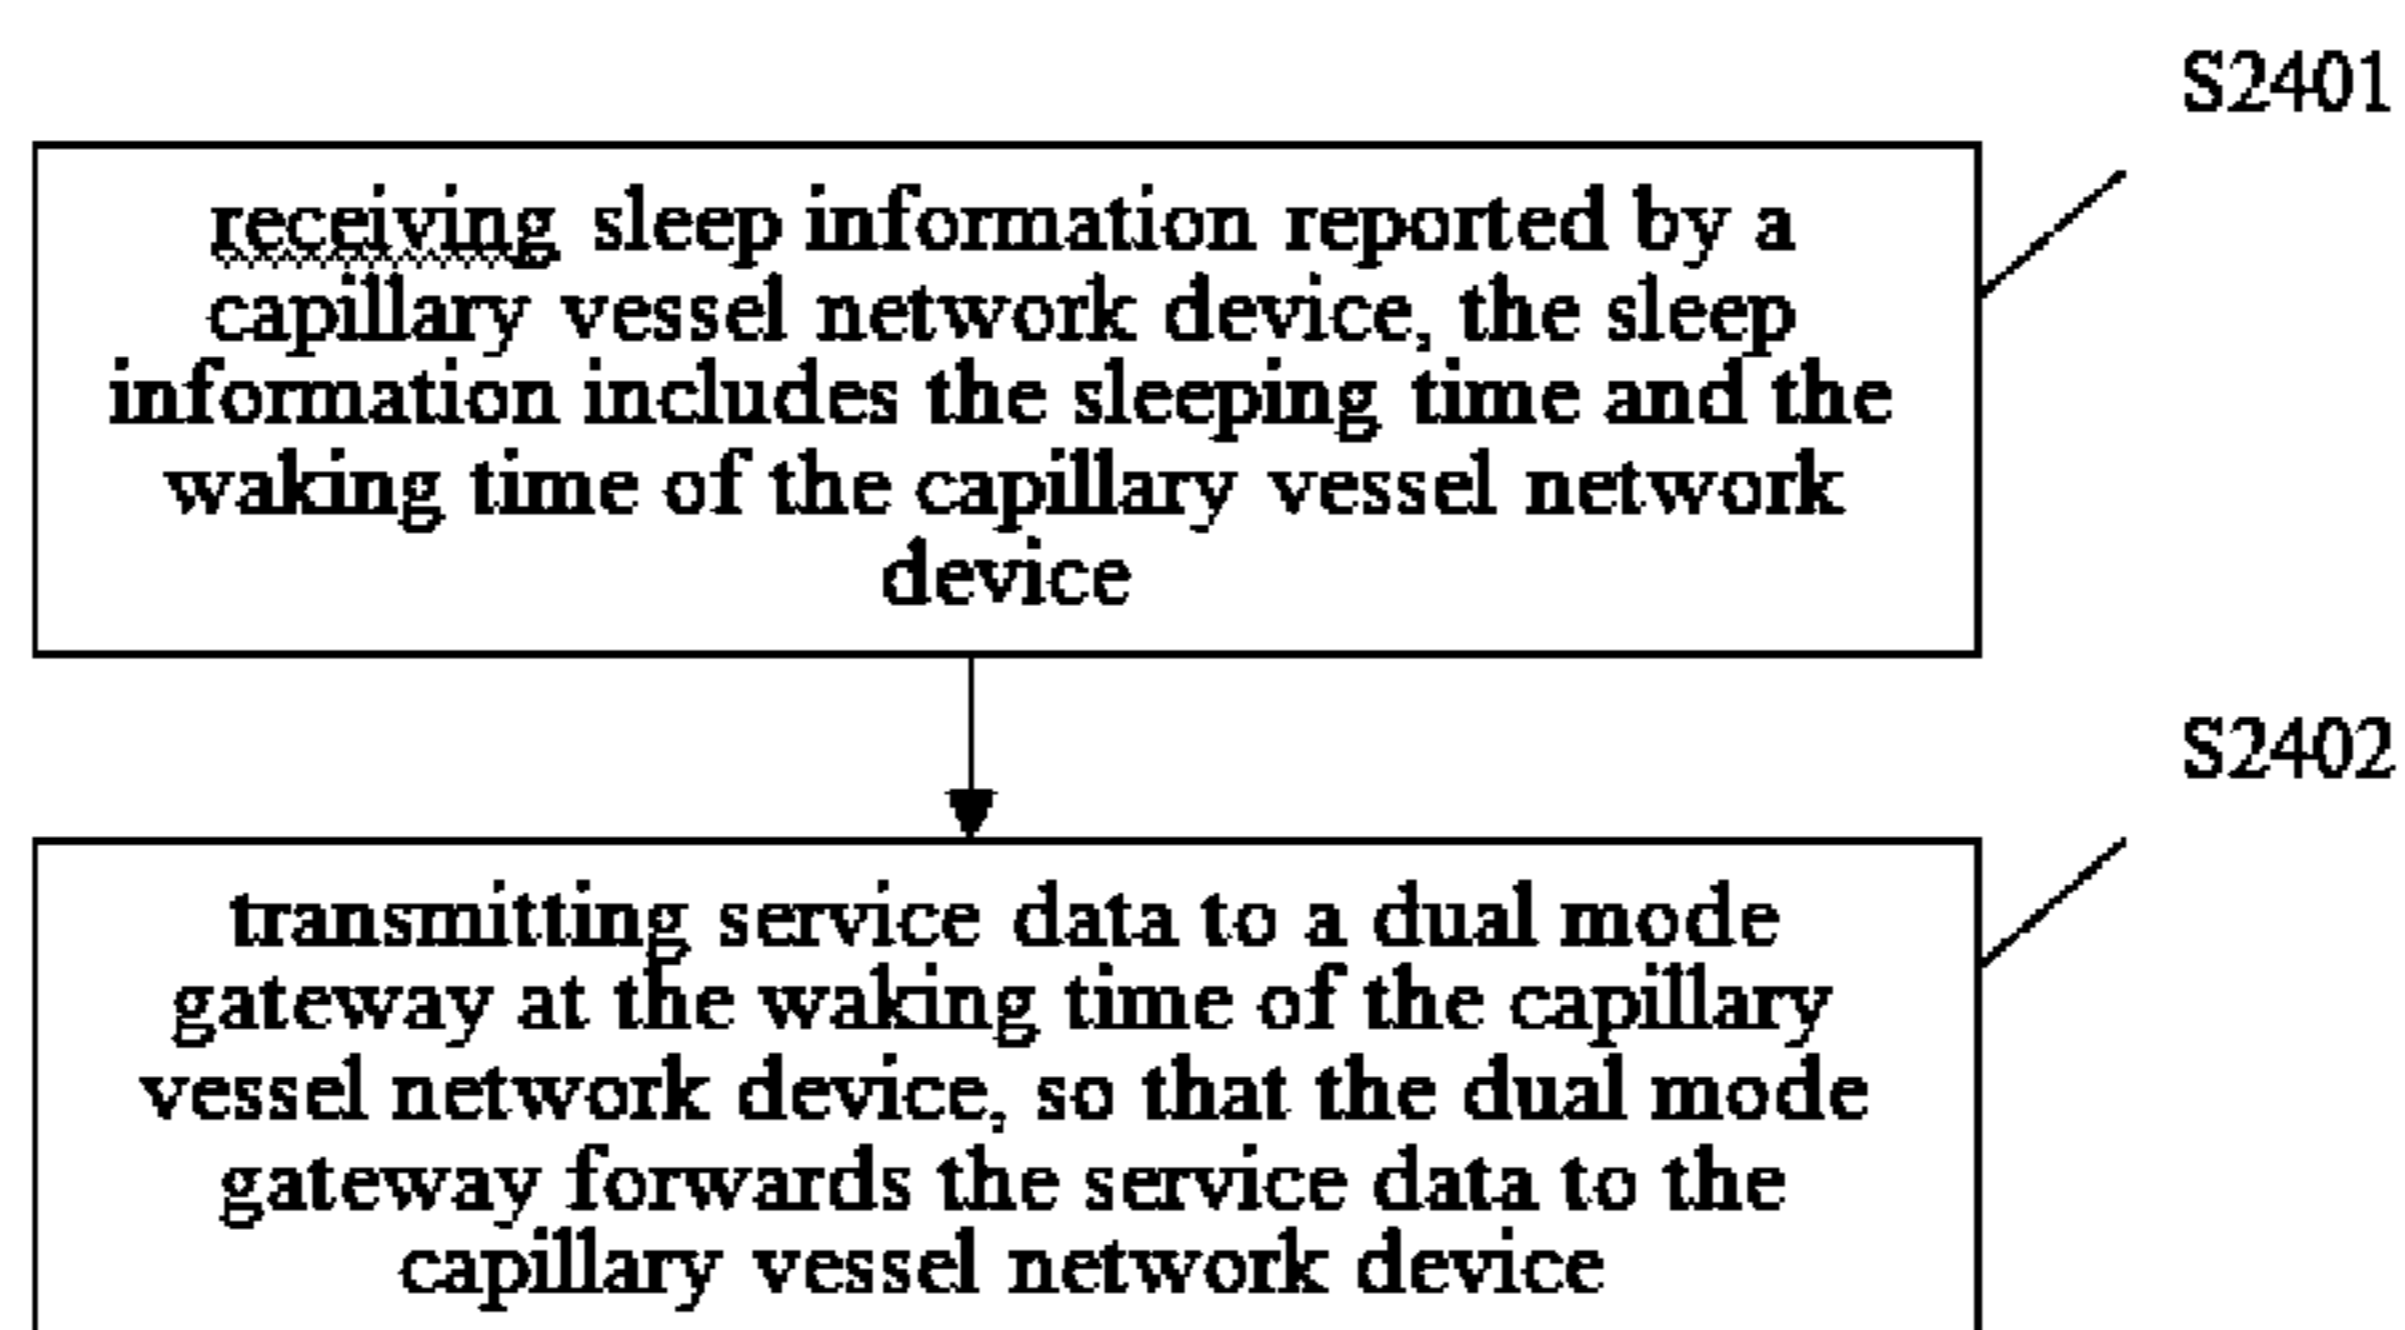 S2401
receiving sleep information reported by a
capillary vessel network device, the sleep
information includes the sleeping time and the
waking time of the capillary vessel network
device
S2402
transmitting service data to a dual mode
gateway at the waking time of the capillary
vessel network device, so that the dual mode
gateway forwards the service data to the
capillary vessel network device